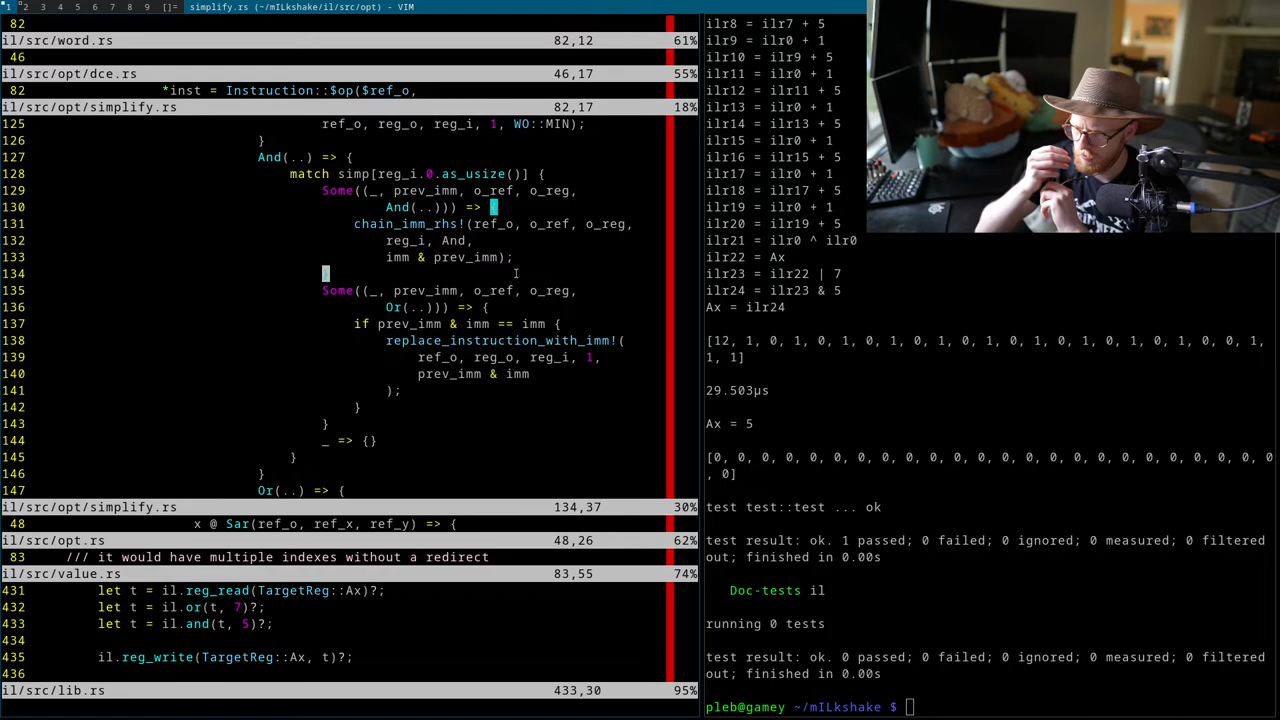 1 2 3 4 5 6 7 8 9 []= simplify.rs (~/mILkshake/il/src/opt) - VIM
82
il/src/word.rs 82,12 61%
46
il/src/opt/dce.rs 46,17 55%
82 *inst = Instruction::$op($ref_o,
il/src/opt/simplify.rs 82,17 18%
125 ref_o, reg_o, reg_i, 1, WO::MIN);
126 }
127 And(..) => {
128 match simp[reg_i.0.as_usize()] {
129 Some((_, prev_imm, o_ref, o_reg,
130 And(..))) => {
131 chain_imm_rhs!(ref_o, o_ref, o_reg,
132 reg_i, And,
133 imm & prev_imm);
134 }
135 Some((_, prev_imm, o_ref, o_reg,
136 Or(..))) => {
137 if prev_imm & imm == imm {
138 replace_instruction_with_imm!(
139 ref_o, reg_o, reg_i, 1,
140 prev_imm & imm
141 );
142 }
143 }
144 _ => {}
145 }
146 }
147 Or(..) => {
il/src/opt/simplify.rs 134,37 30%
48 x @ Sar(ref_o, ref_x, ref_y) => {
il/src/opt.rs 48,26 62%
83 /// it would have multiple indexes without a redirect
il/src/value.rs 83,55 74%
431 let t = il.reg_read(TargetReg::Ax)?;
432 let t = il.or(t, 7)?;
433 let t = il.and(t, 5)?;
434
435 il.reg_write(TargetReg::Ax, t)?;
436
il/src/lib.rs 433,30 95%
ilr8 = ilr7 + 5
ilr9 = ilr0 + 1
ilr10 = ilr9 + 5
ilr11 = ilr0 + 1
ilr12 = ilr11 + 5
ilr13 = ilr0 + 1
ilr14 = ilr13 + 5
ilr15 = ilr0 + 1
ilr16 = ilr15 + 5
ilr17 = ilr0 + 1
ilr18 = ilr17 + 5
ilr19 = ilr0 + 1
ilr20 = ilr19 + 5
ilr21 = ilr0 ^ ilr0
ilr22 = Ax
ilr23 = ilr22 | 7
ilr24 = ilr23 & 5
Ax = ilr24
[12, 1, 0, 1, 0, 1, 0, 1, 0, 1, 0, 1, 0, 1, 0, 1, 0, 1, 0, 1, 0, 0, 1,
1, 1]
29.503µs
Ax = 5
[0, 0, 0, 0, 0, 0, 0, 0, 0, 0, 0, 0, 0, 0, 0, 0, 0, 0, 0, 0, 0, 0, 0, 0
, 0]
test test::test ... ok
test result: ok. 1 passed; 0 failed; 0 ignored; 0 measured; 0 filtered
out; finished in 0.00s
Doc-tests il
running 0 tests
test result: ok. 0 passed; 0 failed; 0 ignored; 0 measured; 0 filtered
out; finished in 0.00s
pleb@gamey ~/mILkshake $